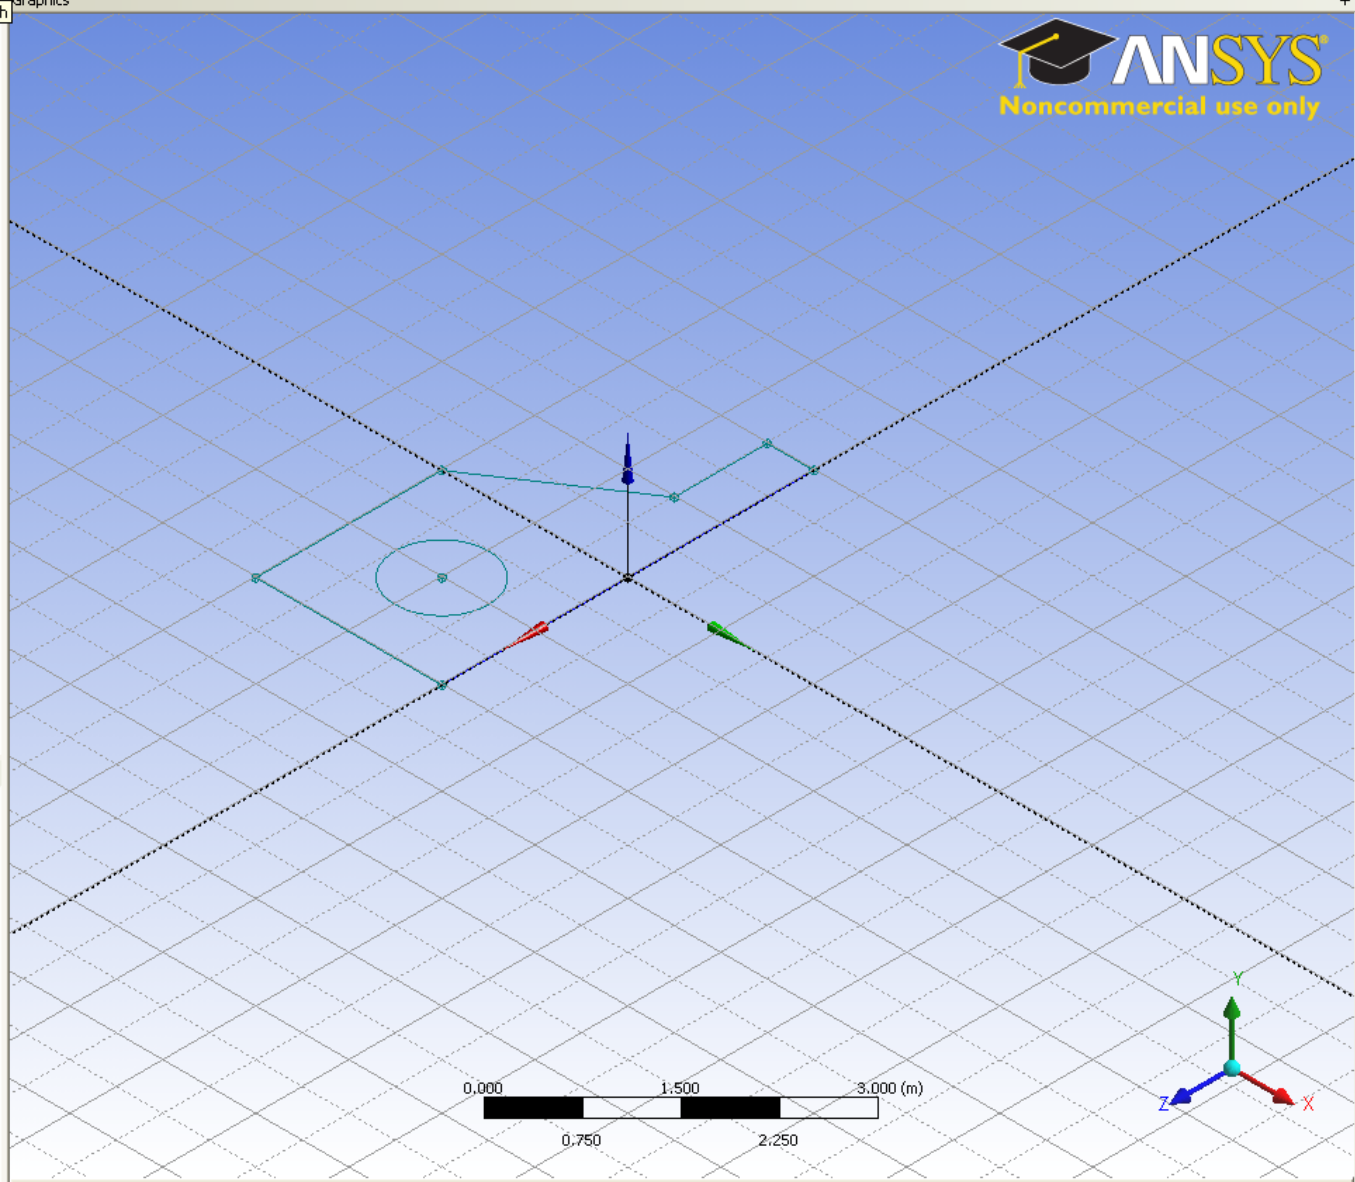 Graphics
ANSYS®
Noncommercial use only
Y
Z
X
0.000 1.500 3.000 (m)
0.750 2.250